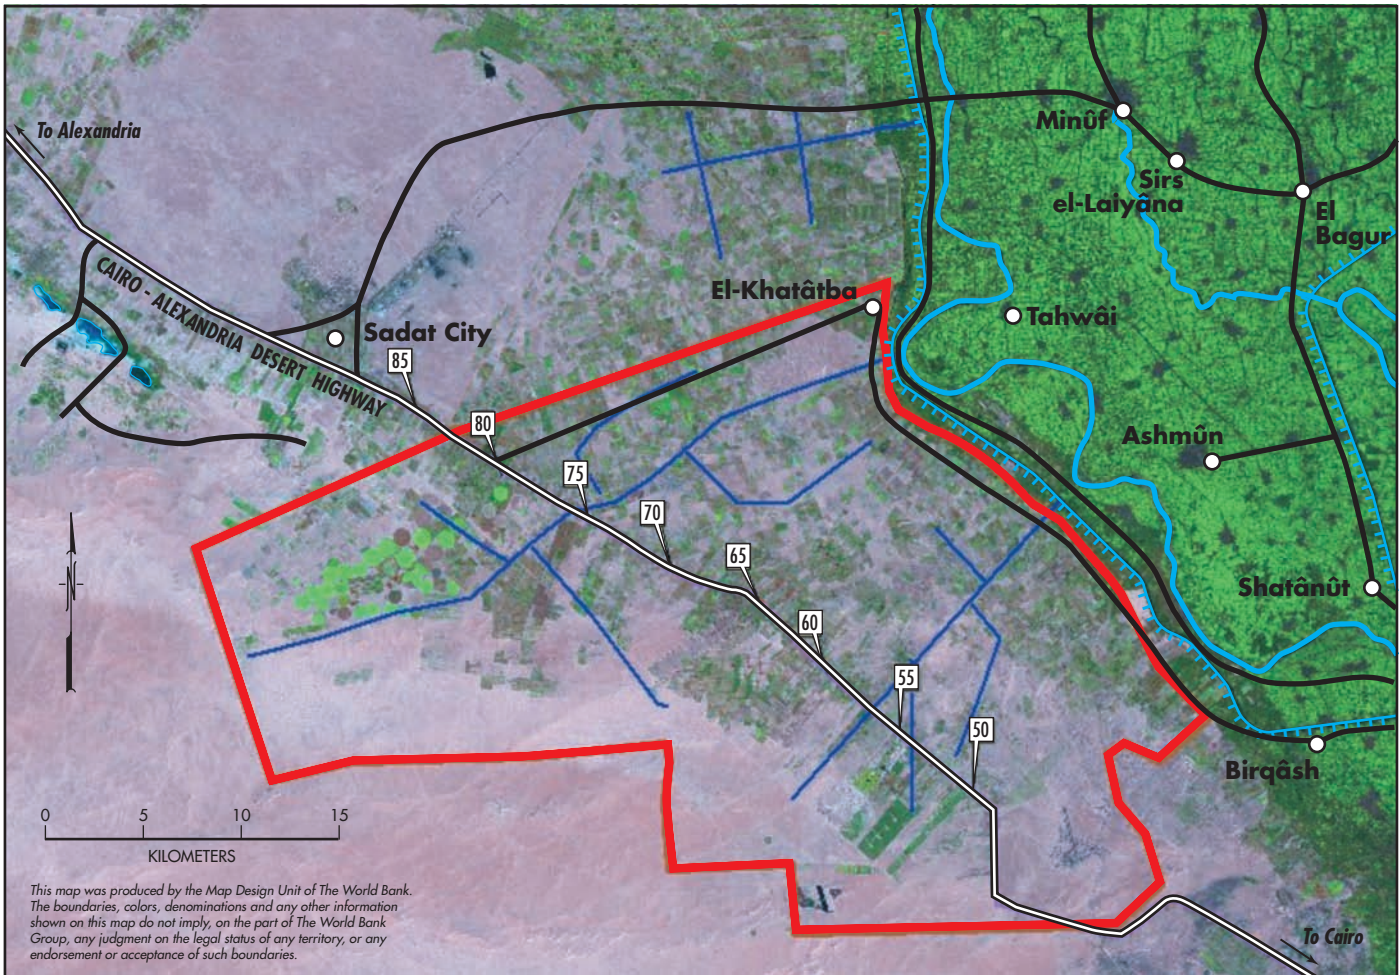 To Alexandria
Minûf
Sirs
el-Laiyâna
El
Bagur
CAIRO - ALEXANDRIA DESERT HIGHWAY
El-Khatâtba
Tahwâi
Sadat City
85
80
Ashmûn
75
70
65
Shatânût
60
55
50
Birqâsh
0 5 10 15
KILOMETERS
N
This map was produced by the Map Design Unit of The World Bank.
The boundaries, colors, denominations and any other information
shown on this map do not imply, on the part of The World Bank
Group, any judgment on the legal status of any territory, or any
endorsement or acceptance of such boundaries.
To Cairo